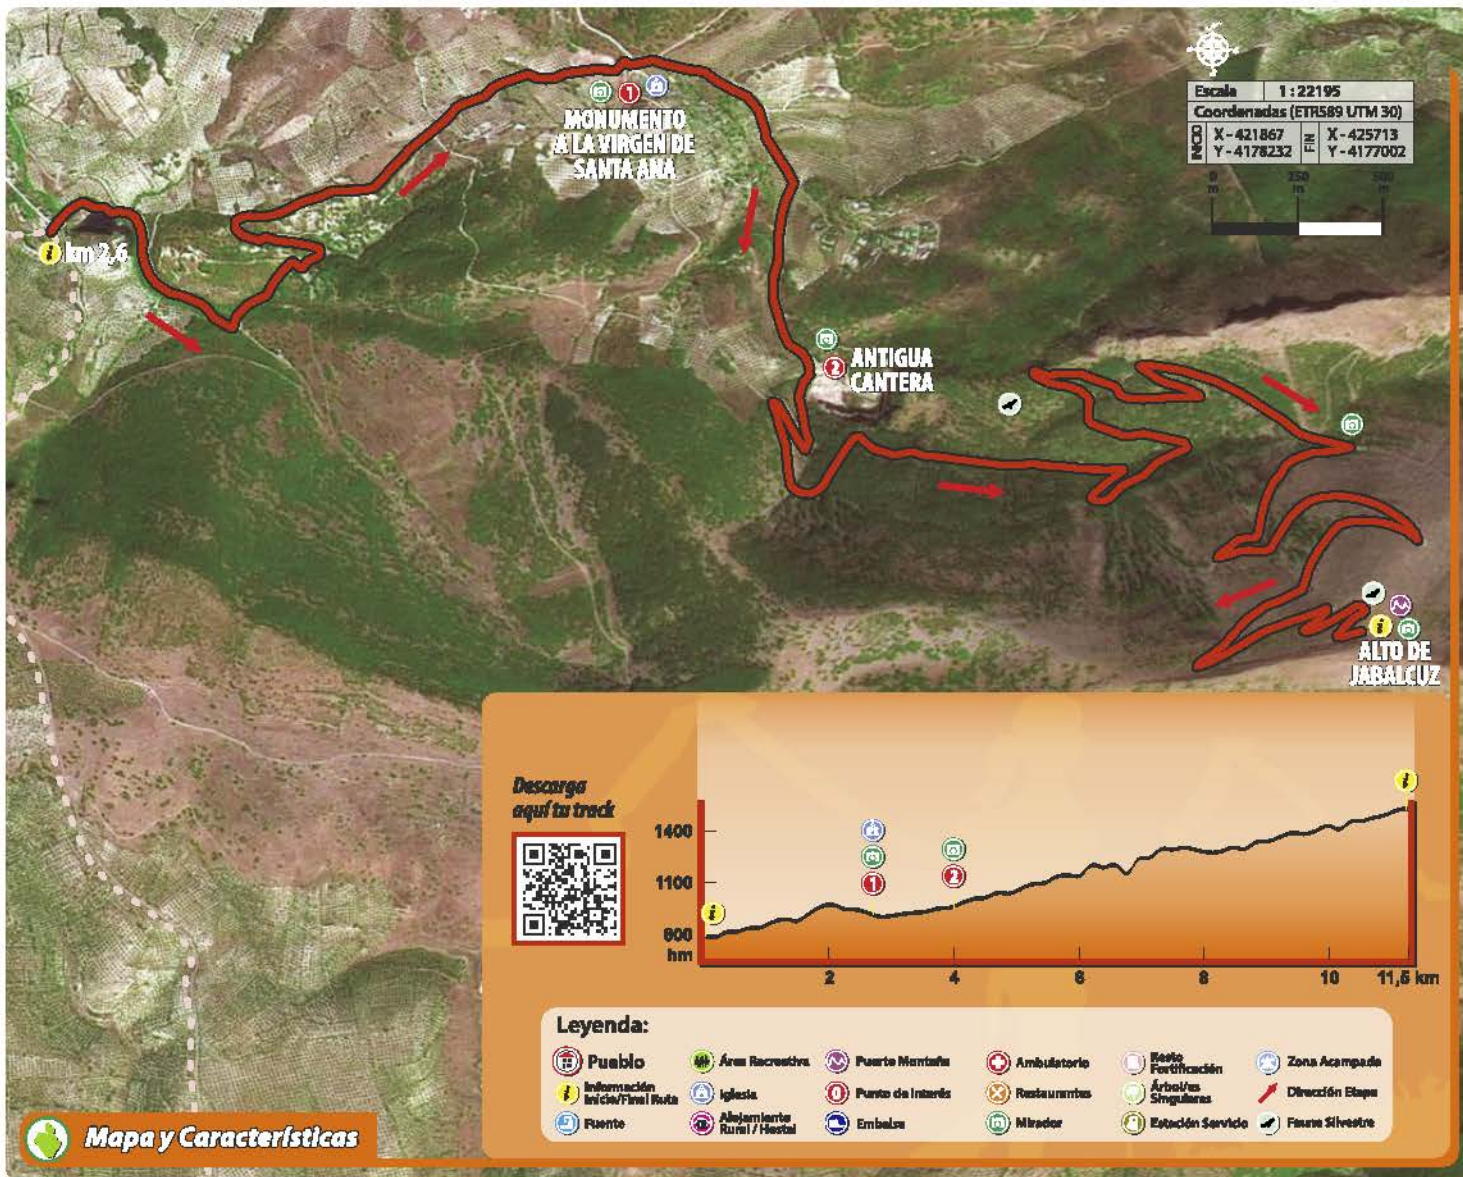 Escala 1:22195
Coordenadas (ETRS89 UTM 30)
INICIO X - 421867 FIN X - 425713
Y - 4178232 Y - 4177002
0 250 500
m m m
1
MONUMENTO
A LA VIRGEN DE
SANTA ANA
i km 2,6
2 ANTIGUA
CANTERA
i
ALTO DE
JABALCUZ
Descarga
aquí tu track
1400
1100
800
hm
i
1
2
i
2 4 6 8 10 11,5 km
Leyenda:
Pueblo
Área Recreativa
Puerto Montaña
Ambulatorio
Resto
Fortificación
Zona Acampada
Información
Inicio/Final Ruta
Iglesia
Punto de Interés
Restaurantes
Árbol/es
Singulares
Dirección Etapa
Fuente
Alojamiento
Rural / Hostal
Embalse
Mirador
Estación Servicio
Fauna Silvestre
Mapa y Características